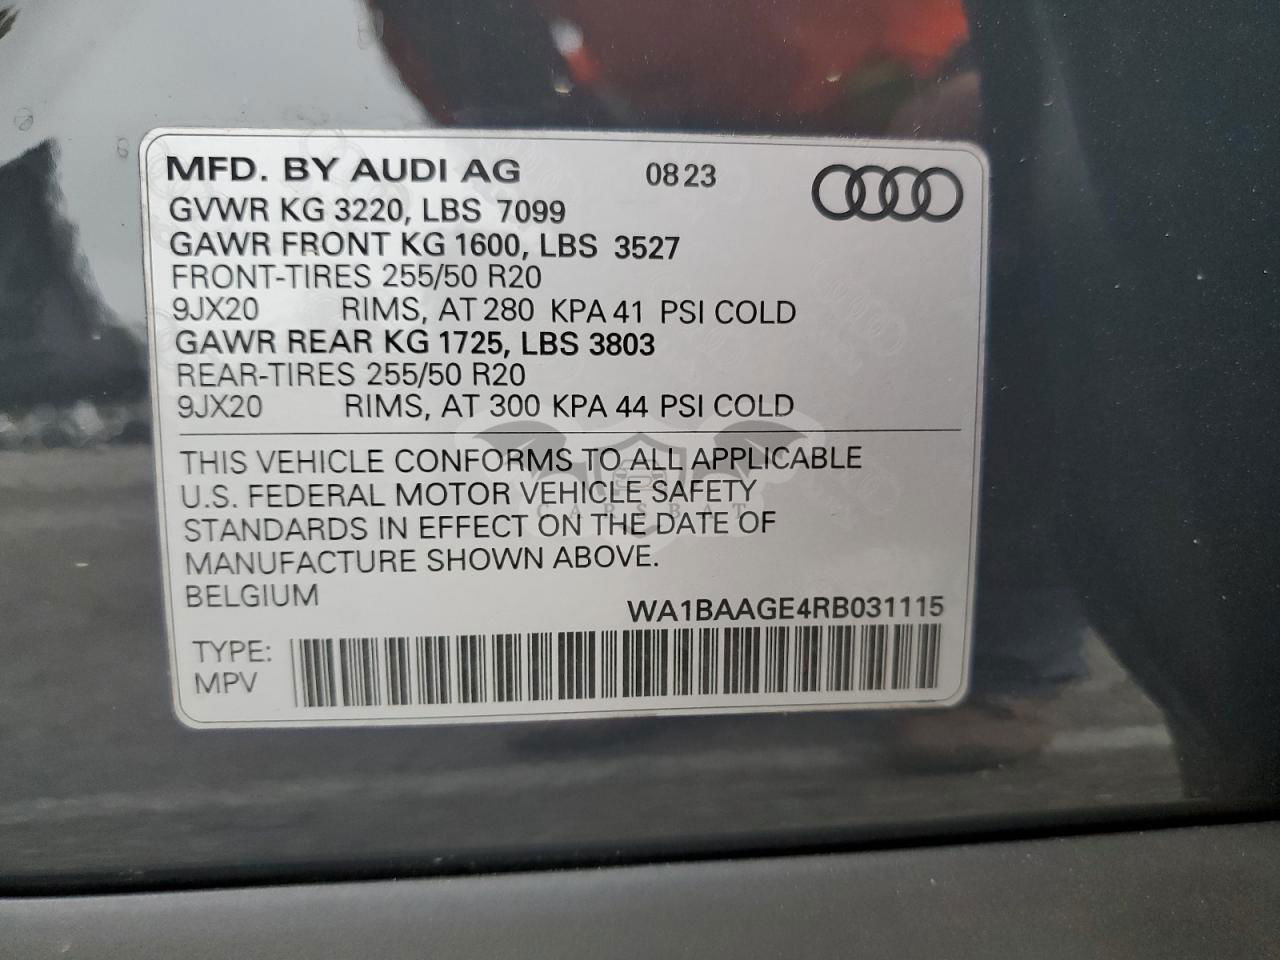 MFD. BY AUDI AG 0823
GVWR KG 3220, LBS 7099
GAWR FRONT KG 1600, LBS 3527
FRONT-TIRES 255/50 R20
9JX20 RIMS, AT 280 KPA 41 PSI COLD
GAWR REAR KG 1725, LBS 3803
REAR-TIRES 255/50 R20
9JX20 RIMS, AT 300 KPA 44 PSI COLD
THIS VEHICLE CONFORMS TO ALL APPLICABLE
U.S. FEDERAL MOTOR VEHICLE SAFETY
CARSBAT
STANDARDS IN EFFECT ON THE DATE OF
MANUFACTURE SHOWN ABOVE.
BELGIUM
WA1BAAGE4RB031115
TYPE:
MPV